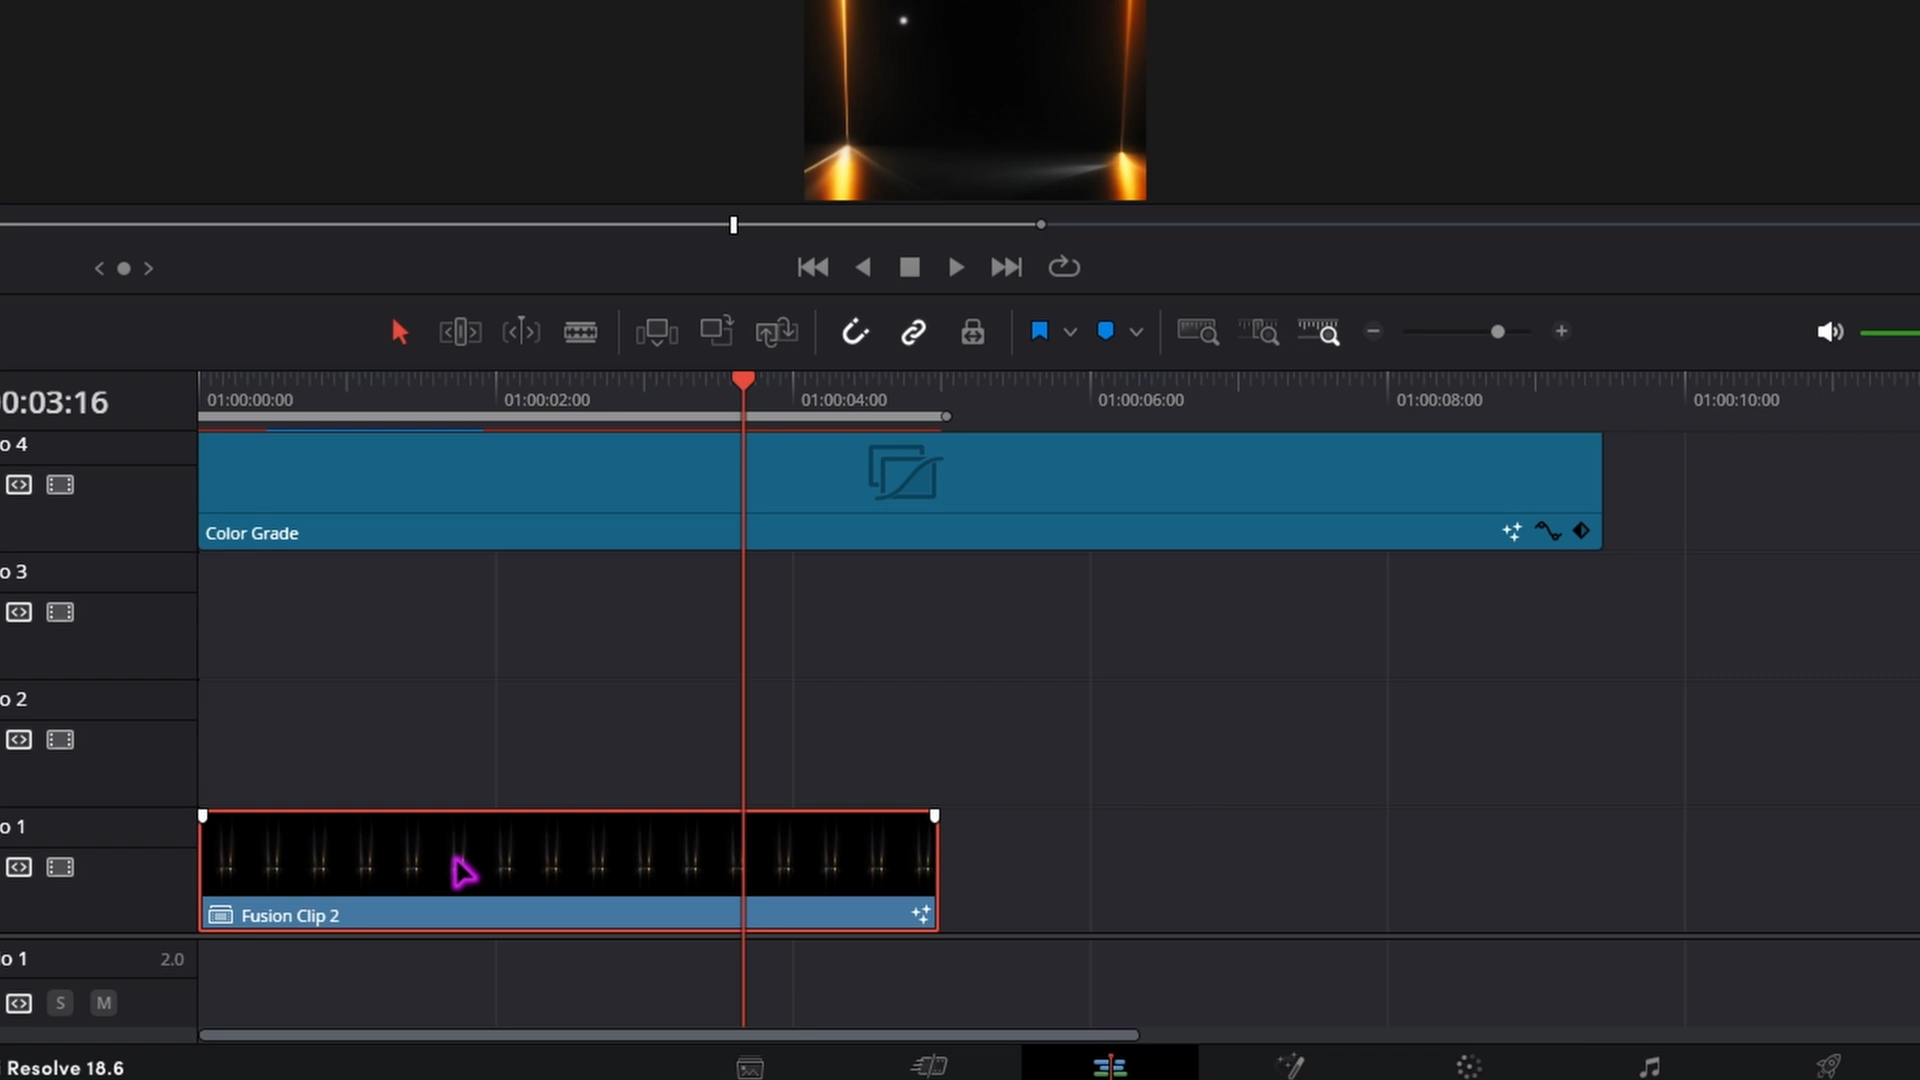 0:03:16
01:00:00:00
01:00:02:00
01:00:04:00
01:00:06:00
01:00:08:00
01:00:10:00
o 4
Color Grade
o 3
o 2
o 1
Fusion Clip 2
o 1 2.0
S M
i Resolve 18.6